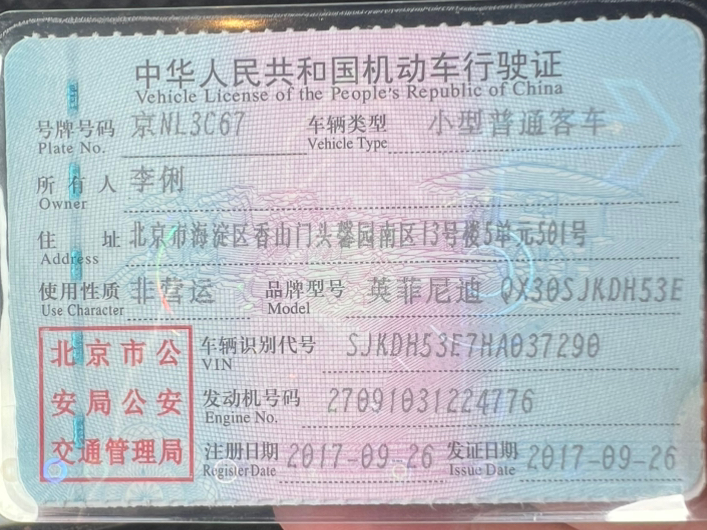 中华人民共和国机动车行驶证
Vehicle License of the People's Republic of China
号牌号码 京NL3C67 车辆类型 小型普通客车
Plate No. Vehicle Type
所有人 李俐
Owner
住址 北京市海淀区香山门头馨园南区13号楼5单元501号
Address
使用性质 非营运 品牌型号 英菲尼迪 QX30SJKDH53E
Use Character Model
北京市公
安局公安
交通管理局
车辆识别代号 SJKDH53E7HA037290
VIN
发动机号码 27091031224776
Engine No.
注册日期 2017-09-26 发证日期 2017-09-26
Register Date Issue Date